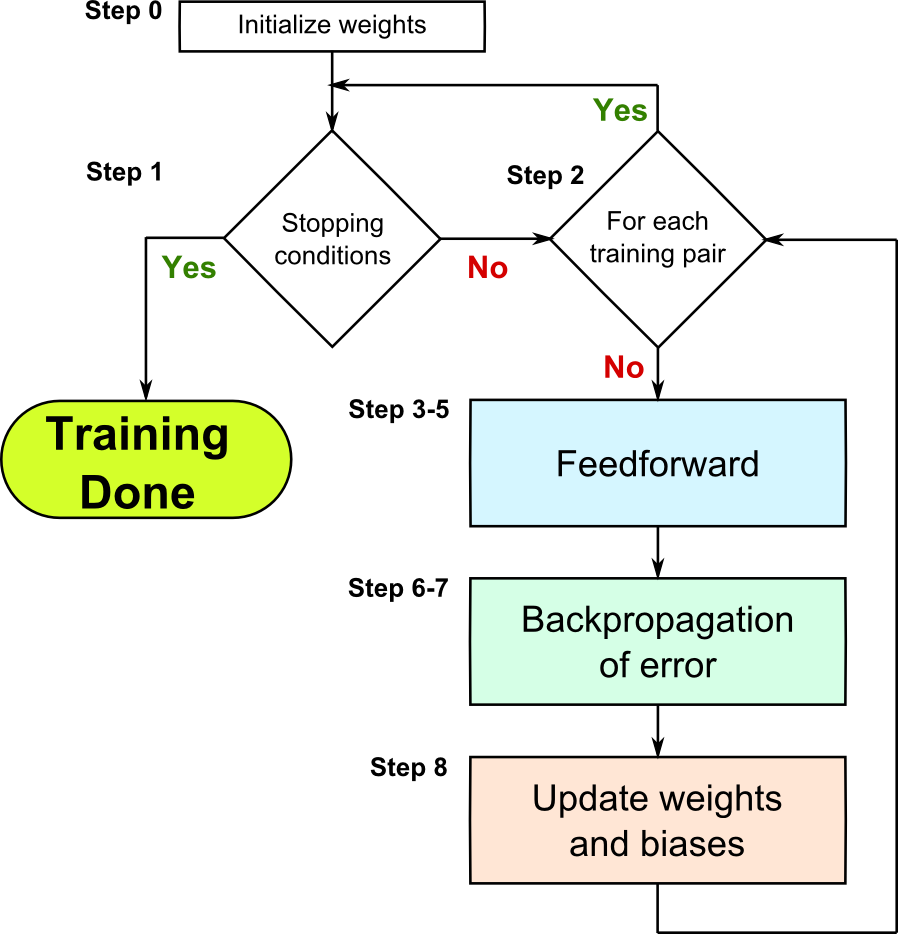 Step 0
Initialize weights
Yes
Step 1
Step 2
Stopping
conditions
For each
training pair
Yes
No
No
Training
Done
Step 3-5
Feedforward
Step 6-7
Backpropagation
of error
Step 8
Update weights
and biases